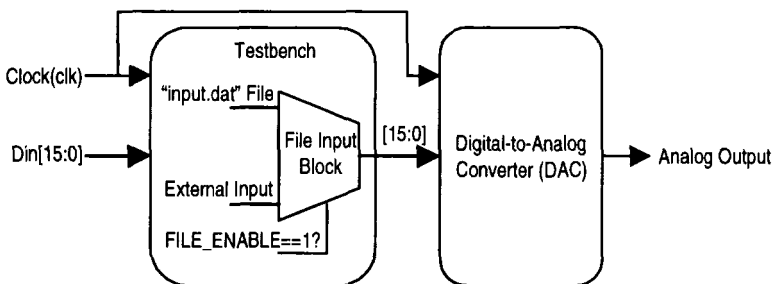 Testbench
Clock(clk)
“input.dat” File
[15:0]
File Input
Block
Digital-to-Analog
Converter (DAC)
Din[15:0]
Analog Output
External Input
FILE_ENABLE==1?